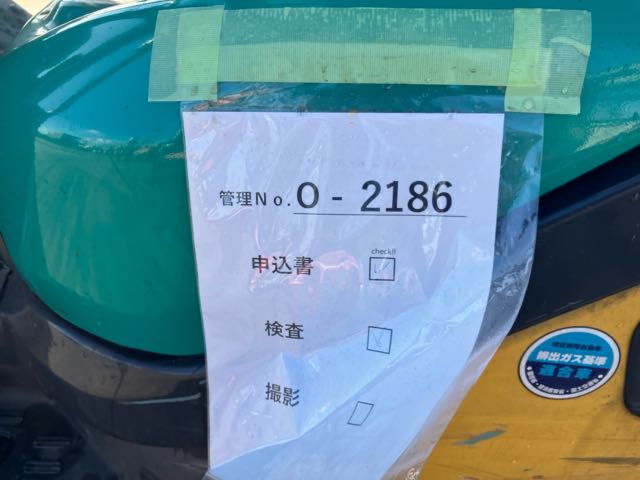 管理No. O - 2186
check!!
申込書
検査
撮影
排出ガス基準
適合車